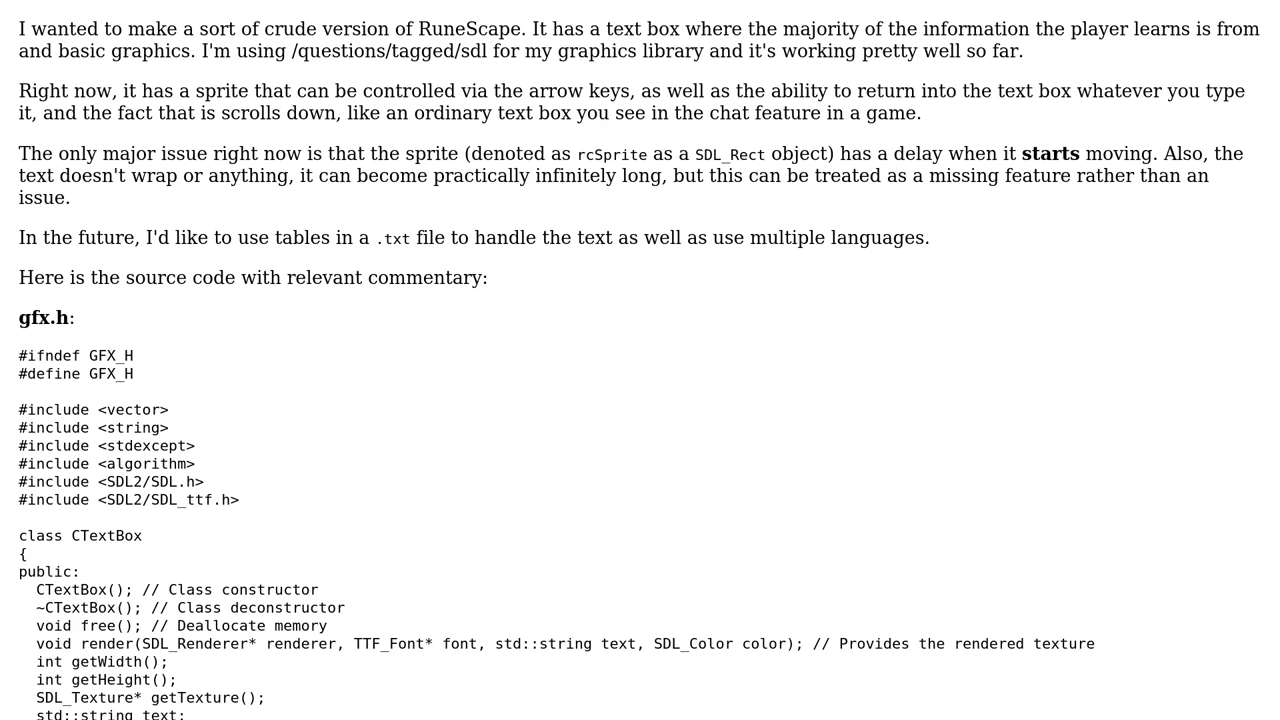 I wanted to make a sort of crude version of RuneScape. It has a text box where the majority of the information the player learns is from
and basic graphics. I'm using /questions/tagged/sdl for my graphics library and it's working pretty well so far.
Right now, it has a sprite that can be controlled via the arrow keys, as well as the ability to return into the text box whatever you type
it, and the fact that is scrolls down, like an ordinary text box you see in the chat feature in a game.
The only major issue right now is that the sprite (denoted as rcSprite as a SDL_Rect object) has a delay when it starts moving. Also, the
text doesn't wrap or anything, it can become practically infinitely long, but this can be treated as a missing feature rather than an
issue.
In the future, I'd like to use tables in a .txt file to handle the text as well as use multiple languages.
Here is the source code with relevant commentary:
gfx.h:
#ifndef GFX_H
#define GFX_H
#include <vector>
#include <string>
#include <stdexcept>
#include <algorithm>
#include <SDL2/SDL.h>
#include <SDL2/SDL_ttf.h>
class CTextBox
{
public:
CTextBox(); // Class constructor
~CTextBox(); // Class deconstructor
void free(); // Deallocate memory
void render(SDL_Renderer* renderer, TTF_Font* font, std::string text, SDL_Color color); // Provides the rendered texture
int getWidth();
int getHeight();
SDL_Texture* getTexture();
std::string text;